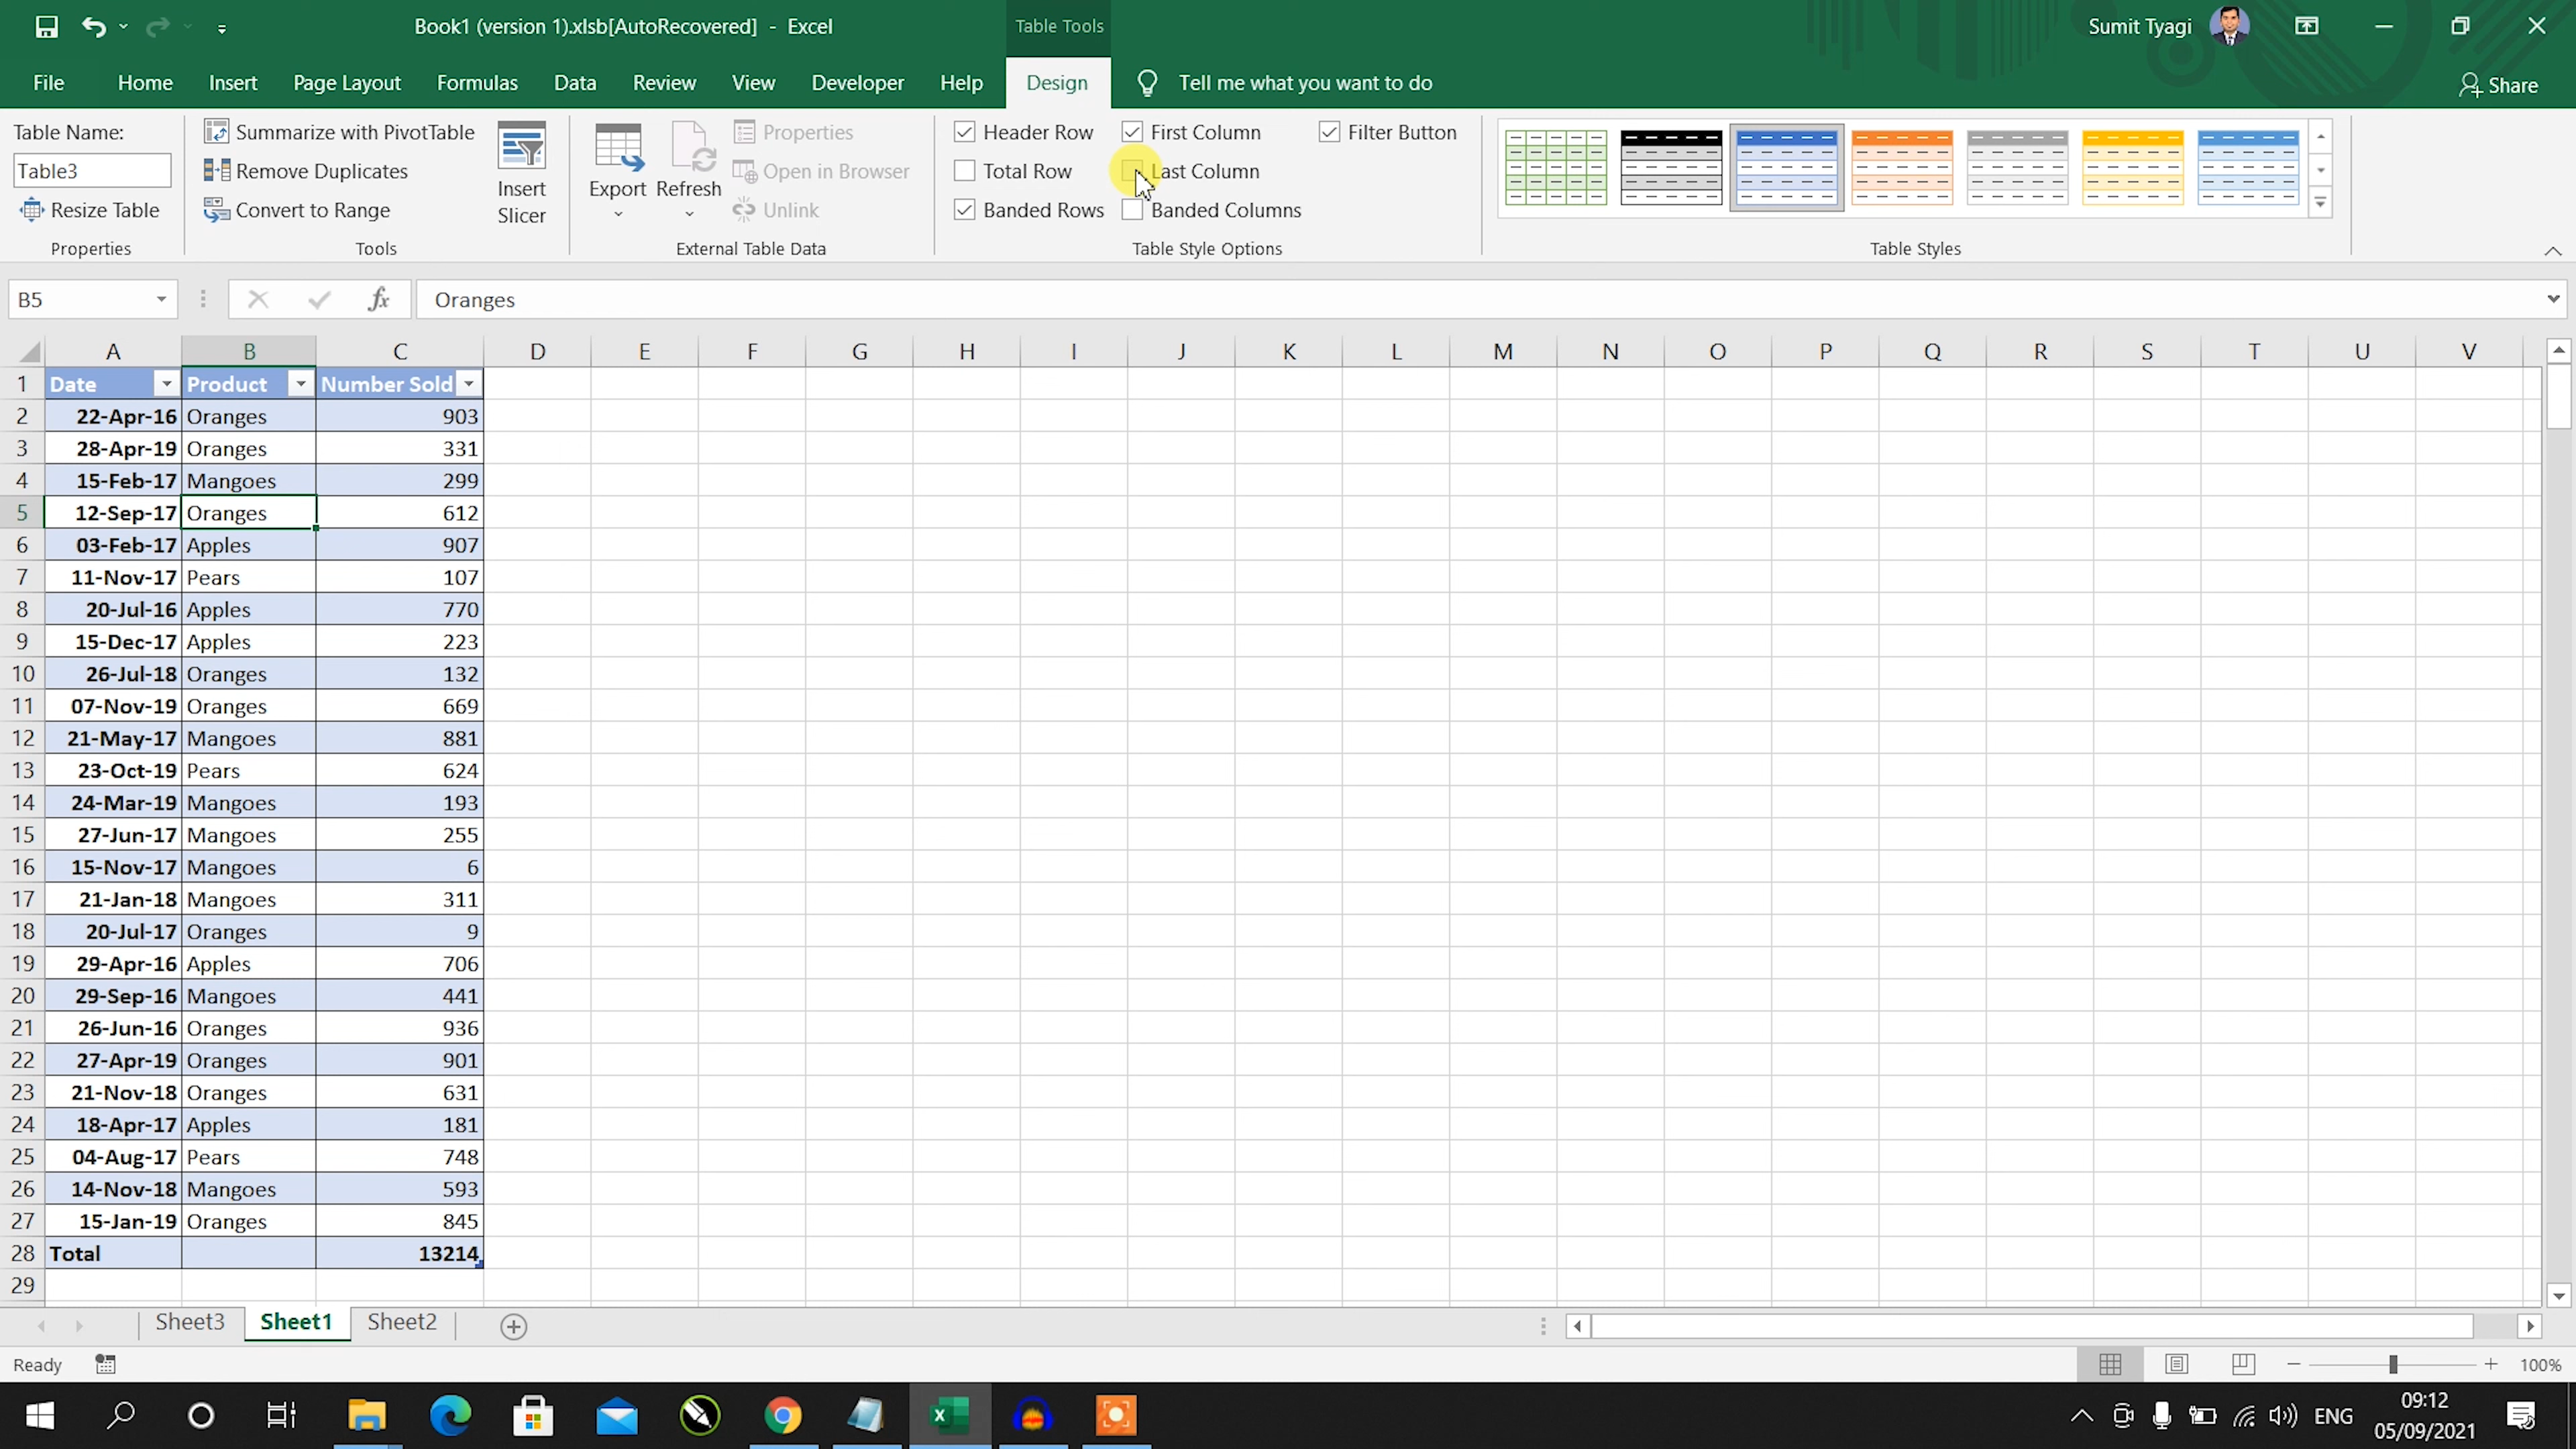 Book1 (version 1).xlsb[AutoRecovered] - Excel
Table Tools
Sumit Tyagi
File Home Insert Page Layout Formulas Data Review View Developer Help Design Tell me what you want to do Share
Table Name:
Table3
Resize Table
Properties
Summarize with PivotTable
Remove Duplicates
Convert to Range
Insert
Slicer
Tools
Export
Refresh
Properties
Open in Browser
Unlink
External Table Data
Header Row
Total Row
Banded Rows
First Column
Last Column
Banded Columns
Filter Button
Table Style Options
Table Styles
B5 fx Oranges
A B C D E F G H I J K L M N O P Q R S T U V
1 Date Product Number Sold
2 22-Apr-16 Oranges 903
3 28-Apr-19 Oranges 331
4 15-Feb-17 Mangoes 299
5 12-Sep-17 Oranges 612
6 03-Feb-17 Apples 907
7 11-Nov-17 Pears 107
8 20-Jul-16 Apples 770
9 15-Dec-17 Apples 223
10 26-Jul-18 Oranges 132
11 07-Nov-19 Oranges 669
12 21-May-17 Mangoes 881
13 23-Oct-19 Pears 624
14 24-Mar-19 Mangoes 193
15 27-Jun-17 Mangoes 255
16 15-Nov-17 Mangoes 6
17 21-Jan-18 Mangoes 311
18 20-Jul-17 Oranges 9
19 29-Apr-16 Apples 706
20 29-Sep-16 Mangoes 441
21 26-Jun-16 Oranges 936
22 27-Apr-19 Oranges 901
23 21-Nov-18 Oranges 631
24 18-Apr-17 Apples 181
25 04-Aug-17 Pears 748
26 14-Nov-18 Mangoes 593
27 15-Jan-19 Oranges 845
28 Total 13214
29
Sheet3 Sheet1 Sheet2
Ready 100%
ENG
09:12
05/09/2021